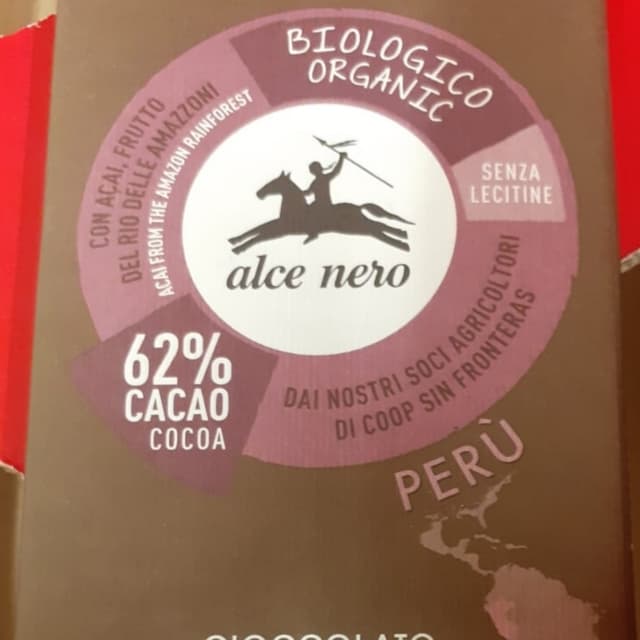 BIOLOGICO
ORGANIC
SENZA
LECITINE
CON AÇAI, FRUTTO
DEL RIO DELLE AMAZZONI
AÇAI FROM THE AMAZON RAINFOREST
alce nero
62%
CACAO
COCOA
DAI NOSTRI SOCI AGRICOLTORI
DI COOP SIN FRONTERAS
PERÙ
CIOCCOLATO